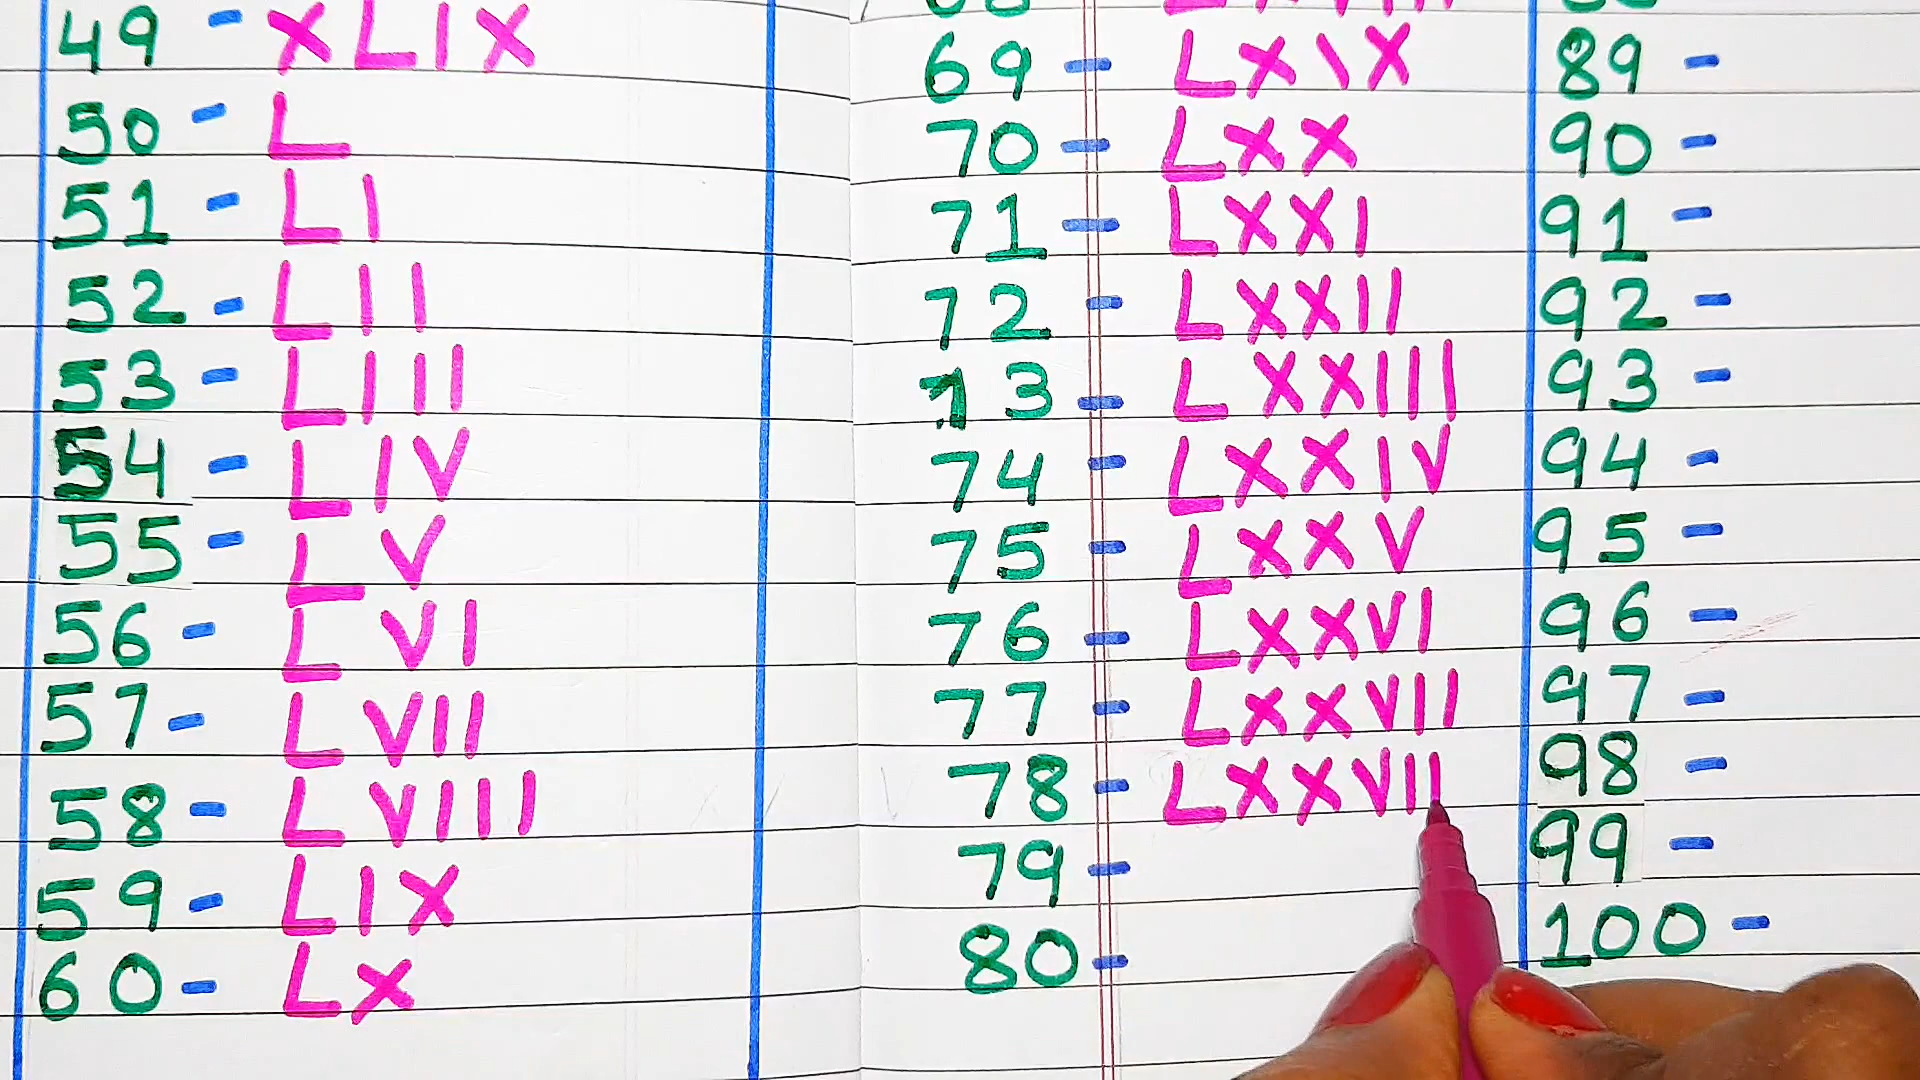 49 - XLIX
50 - L
51 - LI
52 - LII
53 - LIII
54 - LIV
55 - LV
56 - LVI
57 - LVII
58 - LVIII
59 - LIX
60 - LX
69 - LXIX
70 - LXX
71 - LXXI
72 - LXXII
73 - LXXIII
74 - LXXIV
75 - LXXV
76 - LXXVI
77 - LXXVII
78 - LXXVII
79 -
80 -
89 -
90 -
91 -
92 -
93 -
94 -
95 -
96 -
97 -
98 -
99 -
100 -